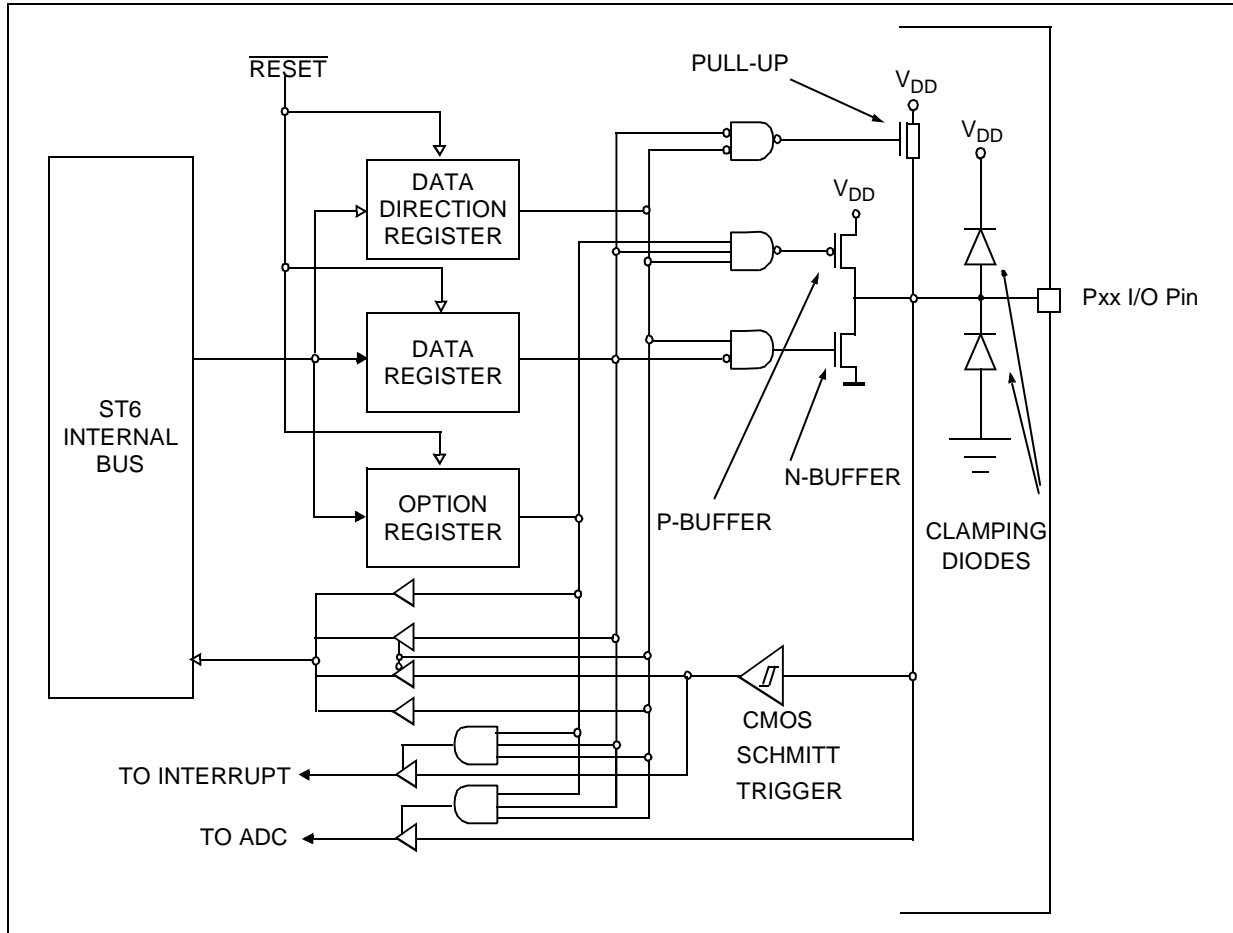 RESET
PULL-UP
VDD
VDD
DATA
DIRECTION
REGISTER
VDD
Pxx I/O Pin
DATA
REGISTER
ST6
INTERNAL
BUS
N-BUFFER
OPTION
REGISTER
P-BUFFER
CLAMPING
DIODES
CMOS
SCHMITT
TRIGGER
TO INTERRUPT
TO ADC